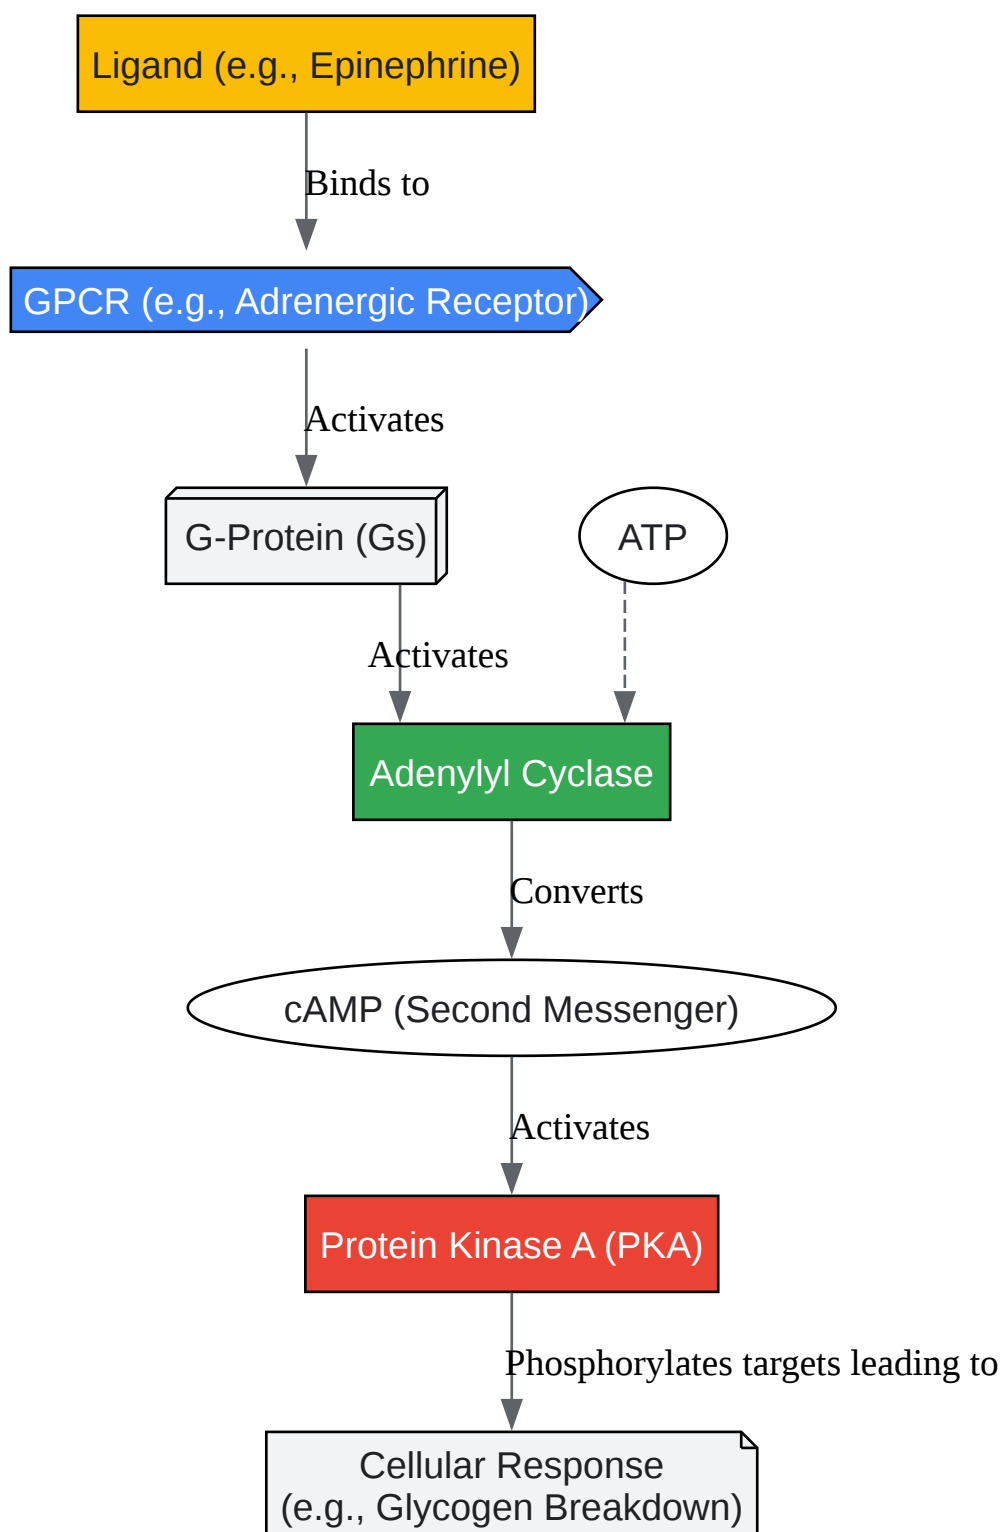 Ligand (e.g., Epinephrine)
Binds to
GPCR (e.g., Adrenergic Receptor)
Activates
G-Protein (Gs)
ATP
Activates
Adenylyl Cyclase
Converts
cAMP (Second Messenger)
Activates
Protein Kinase A (PKA)
Phosphorylates targets leading to
Cellular Response
(e.g., Glycogen Breakdown)